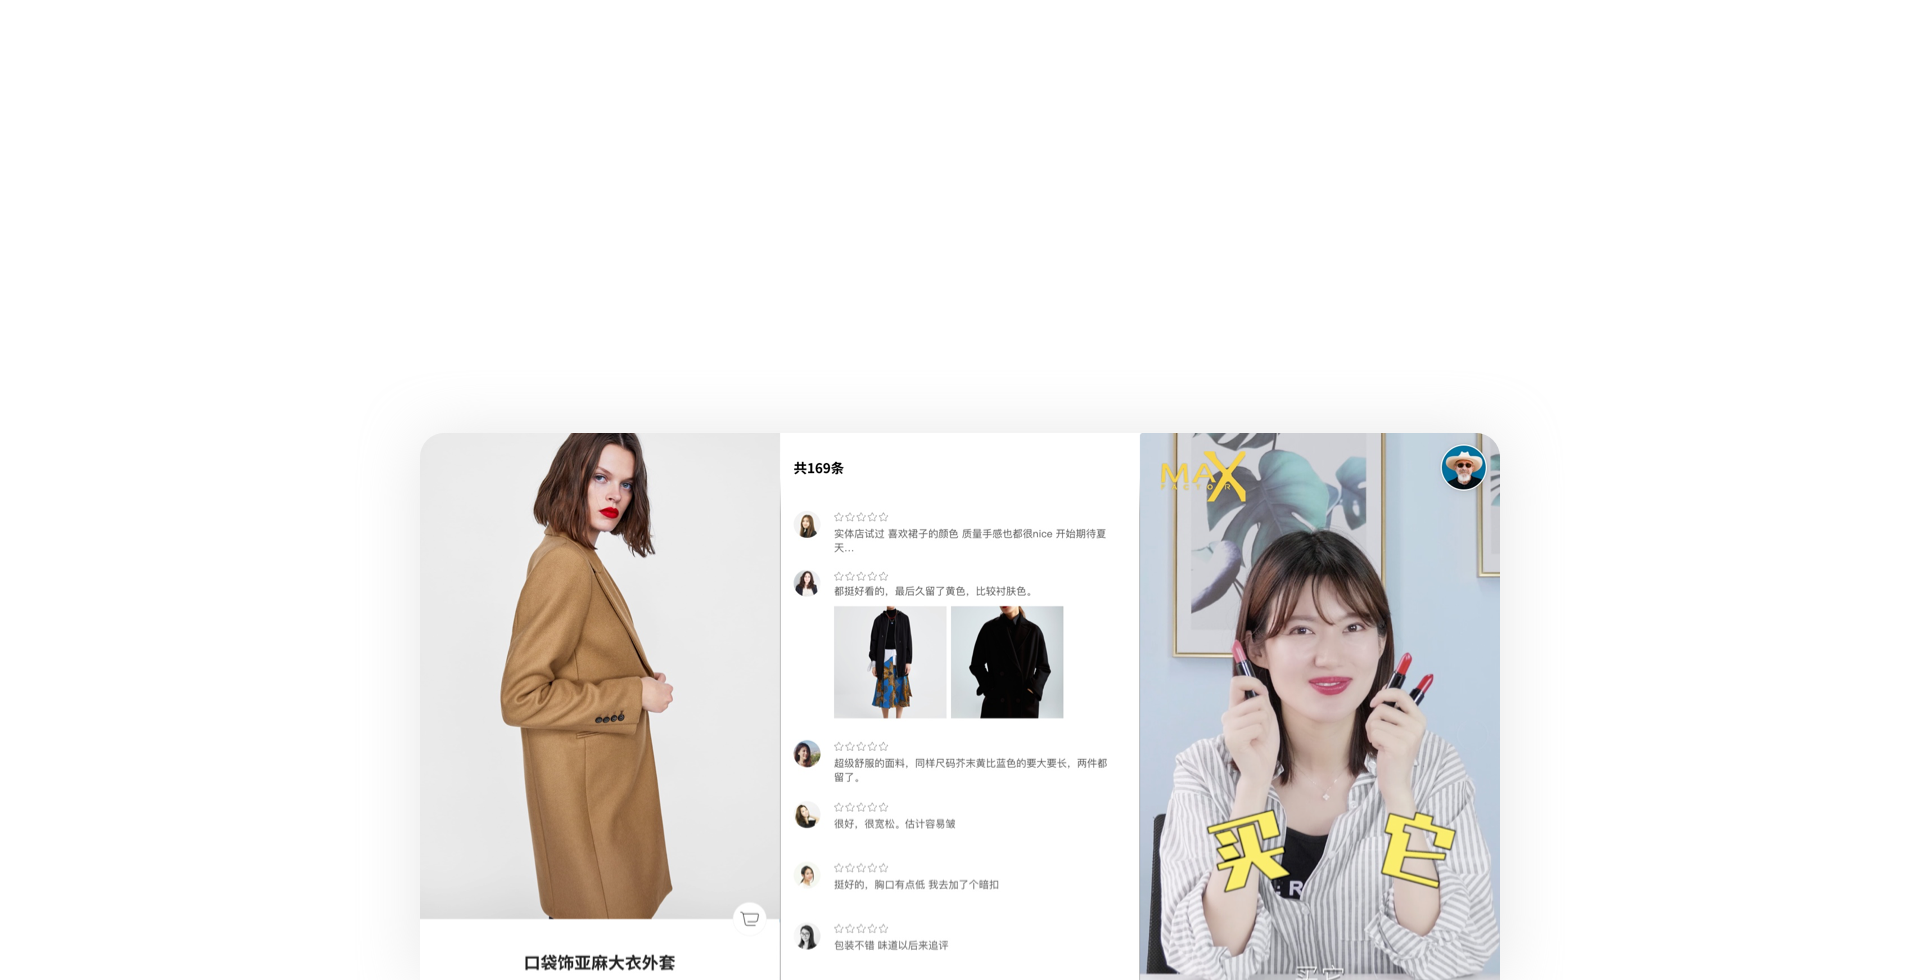 口袋饰亚麻大衣外套
共169条
实体店试过 喜欢裙子的颜色 质量手感也都很nice 开始期待夏
天...
都挺好看的，最后久留了黄色，比较衬肤色。
超级舒服的面料，同样尺码芥末黄比蓝色的要大要长，两件都
留了。
很好，很宽松。估计容易皱
挺好的，胸口有点低 我去加了个暗扣
包装不错 味道以后来追评
MAX
FACTOR
买 它
买它